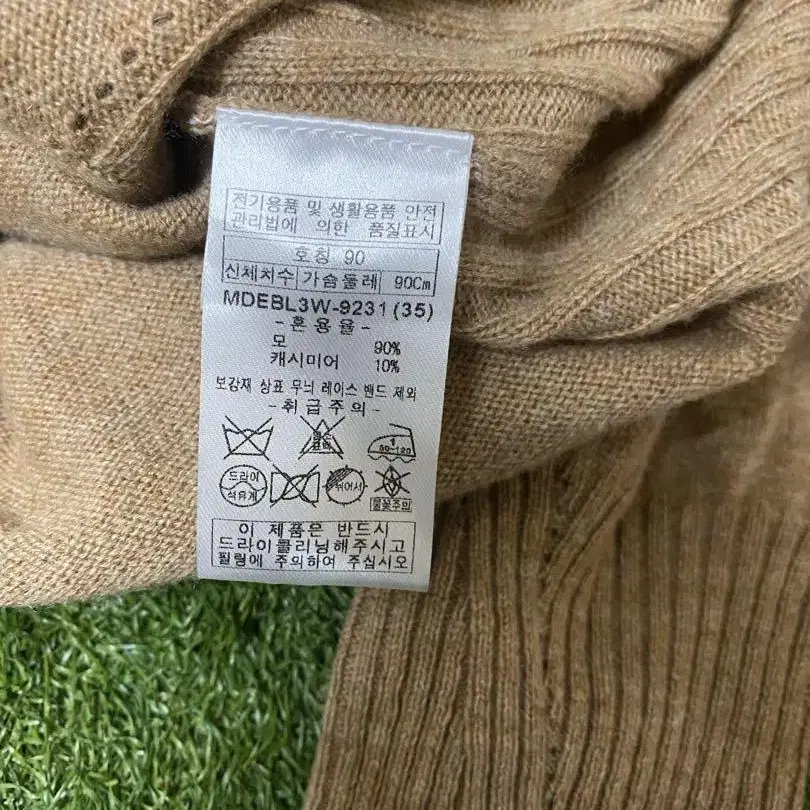 전기용품 및 생활용품 안전
관리법에 의한 품질표시
호칭 90
신체치수 가슴둘레 90Cm
MDEBL3W-9231(35)
-혼용율-
모 90%
캐시미어 10%
보강재 상표 무늬 레이스 밴드 제외
-취급주의-
염소
표백
1
80-120
드라이
석유계
뉘어서
불꽃주의
이 제품은 반드시
드라이클리닝해주시고
필링에 주의하여 주십시오